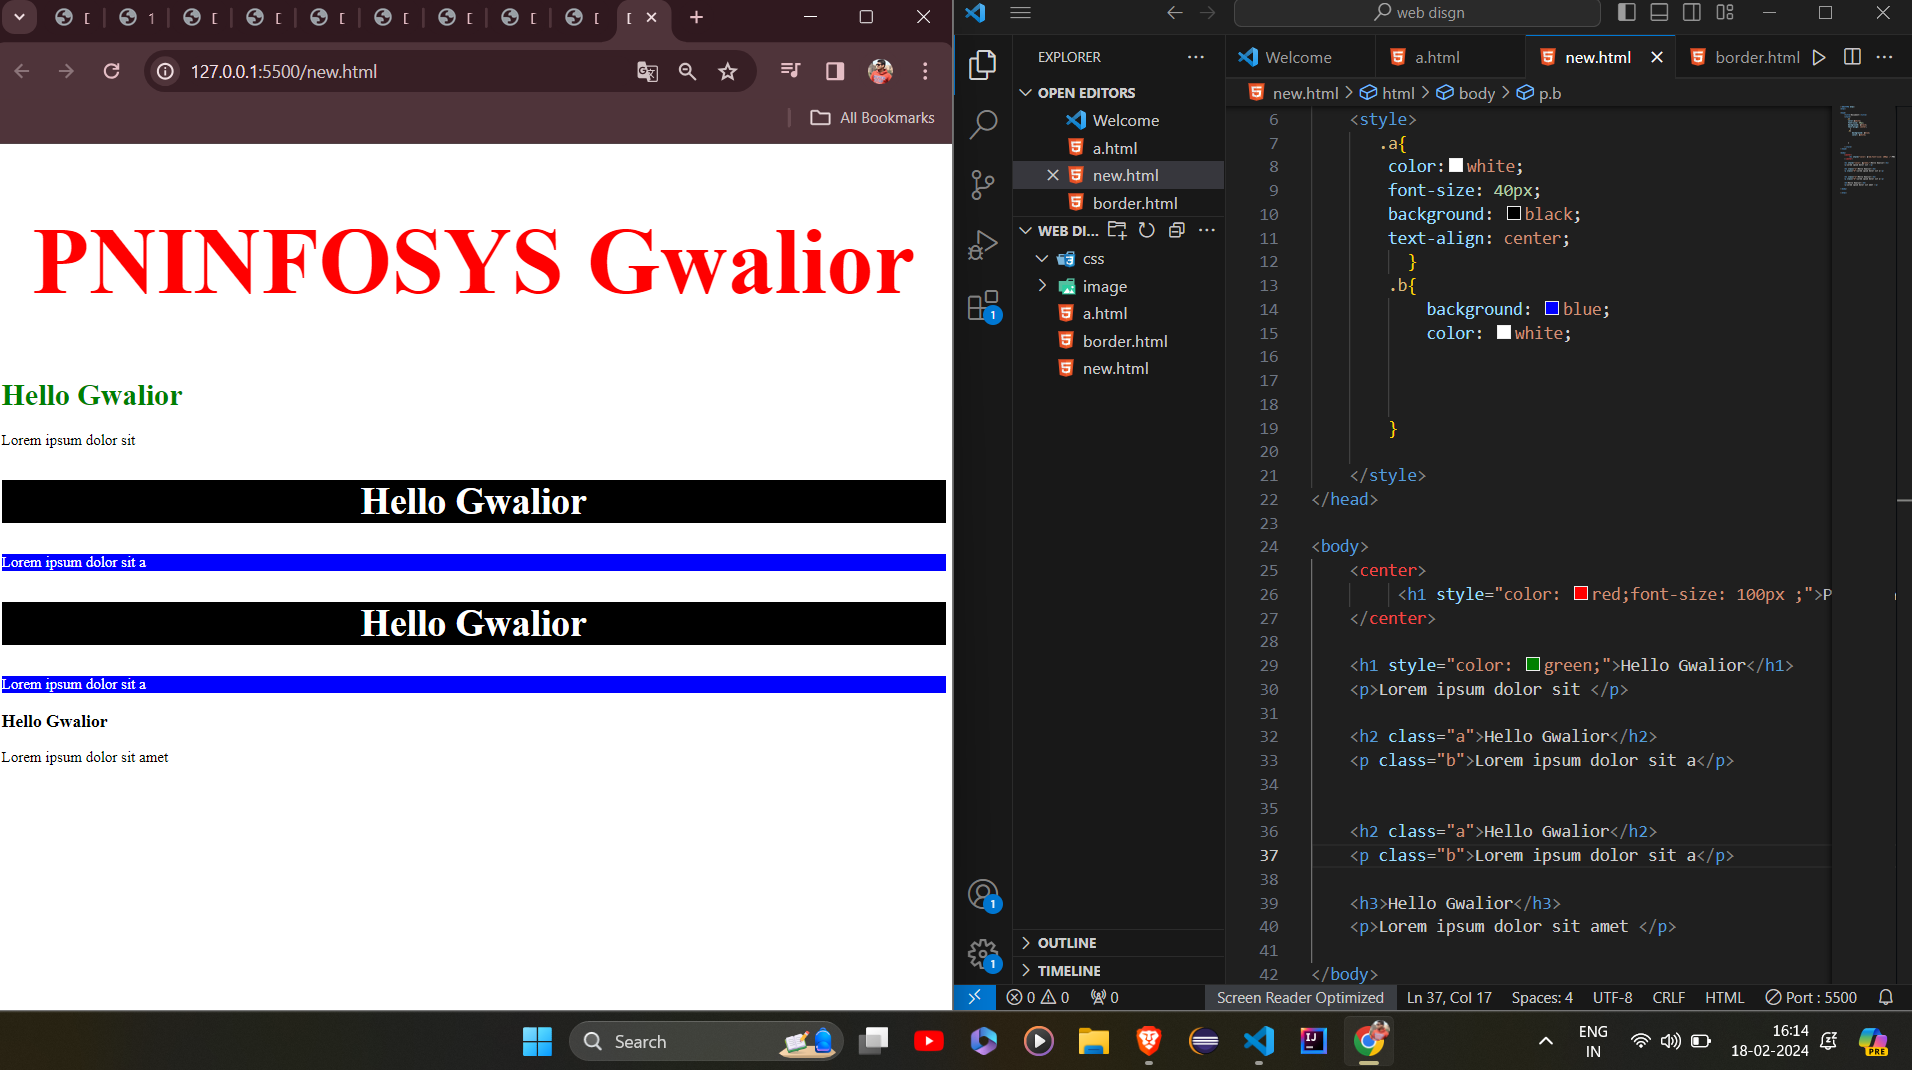 127.0.0.1:5500/new.html
All Bookmarks
PNINFOSYS Gwalior
Hello Gwalior
Lorem ipsum dolor sit
Hello Gwalior
Lorem ipsum dolor sit a
Hello Gwalior
Lorem ipsum dolor sit a
Hello Gwalior
Lorem ipsum dolor sit amet
web disgn
EXPLORER
OPEN EDITORS
Welcome
a.html
new.html
border.html
WEB DI...
css
image
a.html
border.html
new.html
OUTLINE
TIMELINE
Welcome
a.html
new.html
border.html
new.html > html > body > p.b
6 <style>
7 .a{
8 color: white;
9 font-size: 40px;
10 background: black;
11 text-align: center;
12 }
13 .b{
14 background: blue;
15 color: white;
16
17
18
19 }
20
21 </style>
22 </head>
23
24 <body>
25 <center>
26 <h1 style="color: red;font-size: 100px ;">P
27 </center>
28
29 <h1 style="color: green;">Hello Gwalior</h1>
30 <p>Lorem ipsum dolor sit </p>
31
32 <h2 class="a">Hello Gwalior</h2>
33 <p class="b">Lorem ipsum dolor sit a</p>
34
35
36 <h2 class="a">Hello Gwalior</h2>
37 <p class="b">Lorem ipsum dolor sit a</p>
38
39 <h3>Hello Gwalior</h3>
40 <p>Lorem ipsum dolor sit amet </p>
41
42 </body>
1
1
1
0 0 0 Screen Reader Optimized Ln 37, Col 17 Spaces: 4 UTF-8 CRLF HTML Port : 5500
Search
ENG
IN
16:14
18-02-2024
PRE